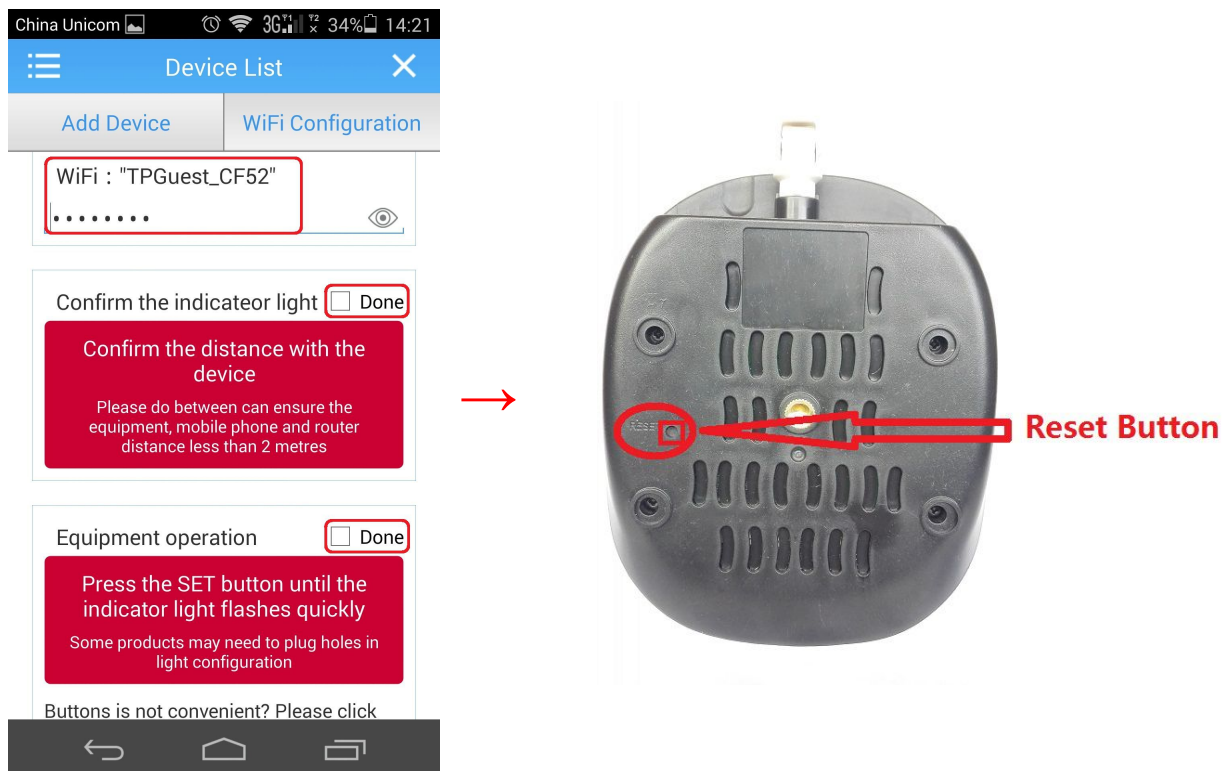 China Unicom 3G 34% 14:21
Device List
Add Device WiFi Configuration
WiFi : "TPGuest_CF52"
Confirm the indicateor light Done
Confirm the distance with the
device
Please do between can ensure the
equipment, mobile phone and router
distance less than 2 metres
Equipment operation Done
Press the SET button until the
indicator light flashes quickly
Some products may need to plug holes in
light configuration
Buttons is not convenient? Please click
RESET
Reset Button